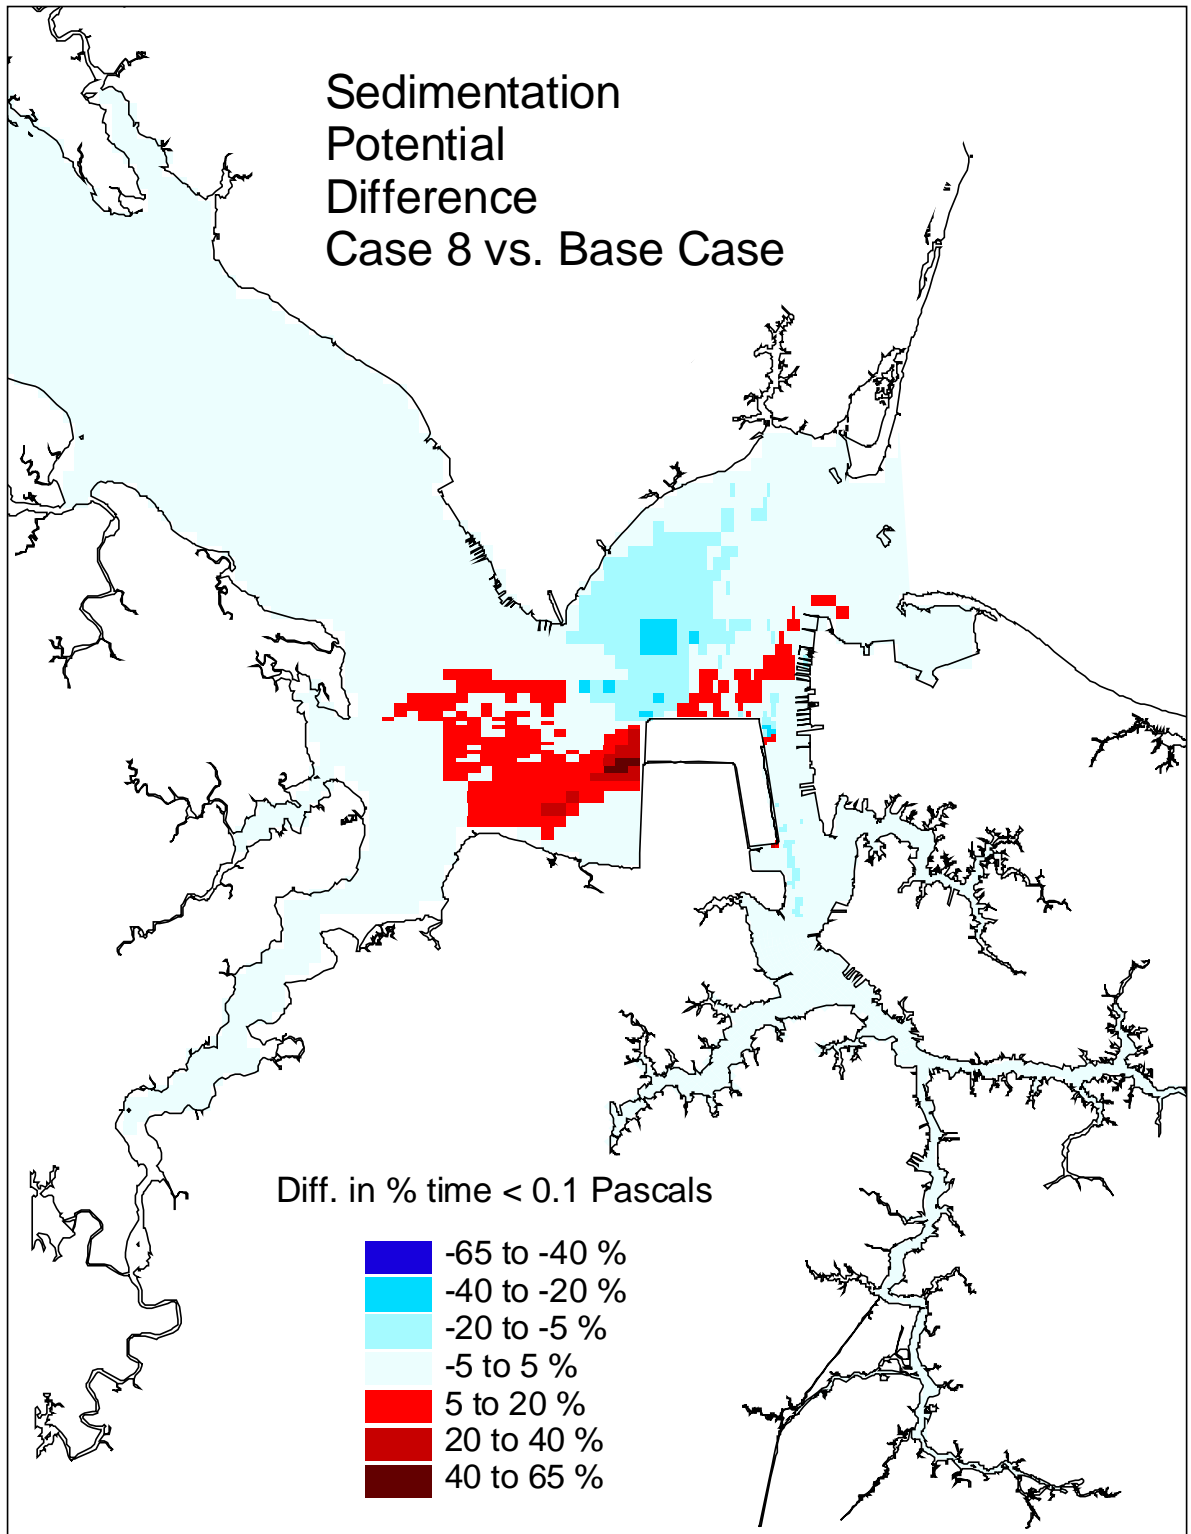 Sedimentation
Potential
Difference
Case 8 vs. Base Case
Diff. in % time < 0.1 Pascals
-65 to -40 %
-40 to -20 %
-20 to -5 %
-5 to 5 %
5 to 20 %
20 to 40 %
40 to 65 %